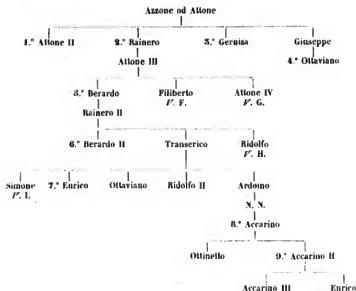 Azzone od Attone
1.° Attone II 2.° Rainero 3.° Gernisa Giuseppe
Attone III 4.° Ottaviano
5.° Berardo Filiberto Attone IV
V. F. V. G.
Rainero II
6.° Berardo II Transerico Ridolfo
V. H.
Simone 7.° Enrico Ottaviano Ridolfo II Ardoino
V. I.
N. N.
8.° Accarino
Ottinello 9.° Accarino II
Accarino III Enrico